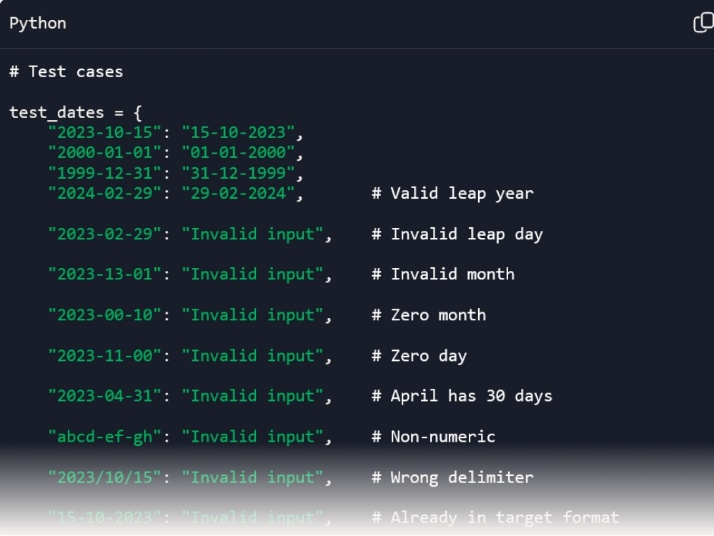 Python
# Test cases
test_dates = {
"2023-10-15": "15-10-2023",
"2000-01-01": "01-01-2000",
"1999-12-31": "31-12-1999",
"2024-02-29": "29-02-2024", # Valid leap year
"2023-02-29": "Invalid input", # Invalid leap day
"2023-13-01": "Invalid input", # Invalid month
"2023-00-10": "Invalid input", # Zero month
"2023-11-00": "Invalid input", # Zero day
"2023-04-31": "Invalid input", # April has 30 days
"abcd-ef-gh": "Invalid input", # Non-numeric
"2023/10/15": "Invalid input", # Wrong delimiter
"15-10-2023": "Invalid input", # Already in target format